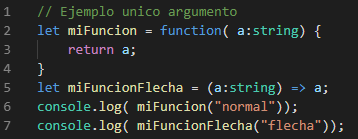 1 // Ejemplo unico argumento
2 let miFuncion = function( a:string) {
3 return a;
4 }
5 let miFuncionFlecha = (a:string) => a;
6 console.log( miFuncion("normal"));
7 console.log( miFuncionFlecha("flecha"));